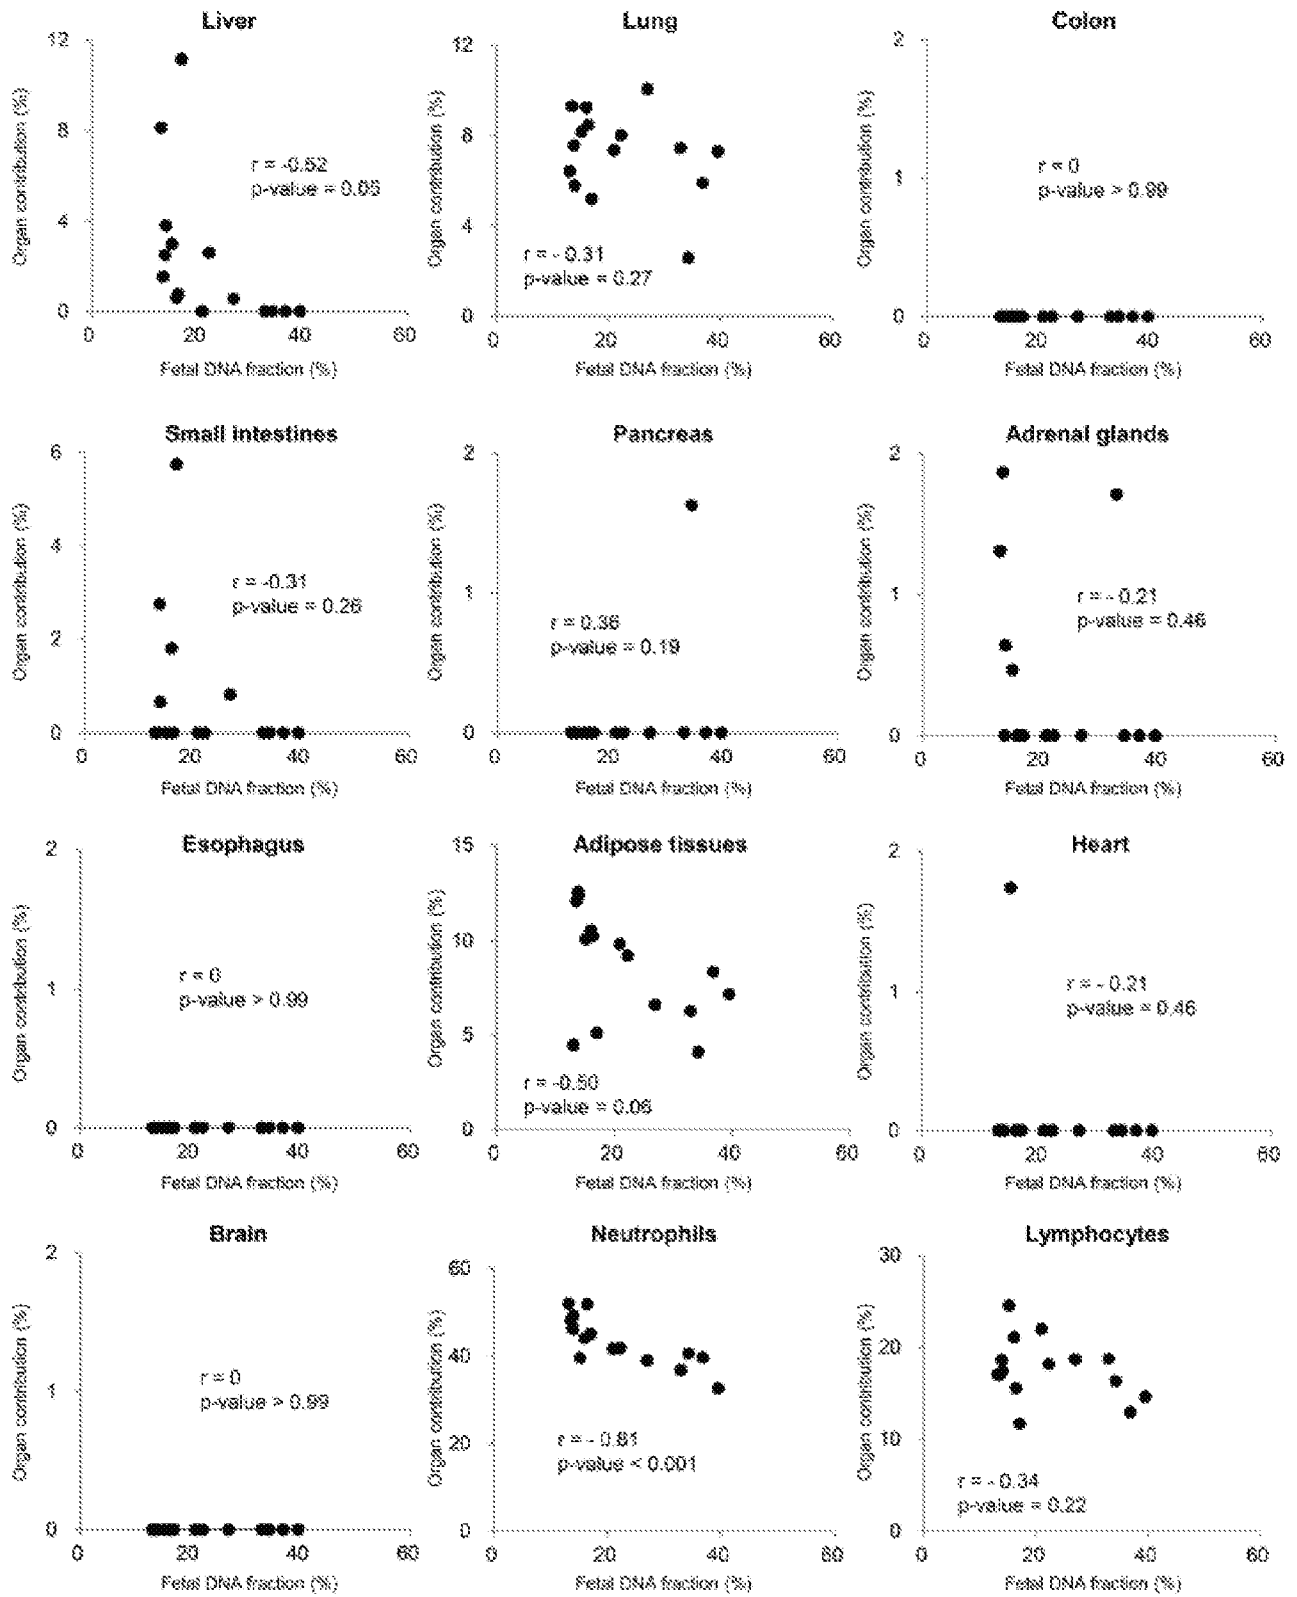 Liver
12
8
4
0
0
20
40
60
Organ contribution (%)
Fetal DNA fraction (%)
r = -0.52
p-value = 0.05
Lung
12
8
4
0
0
20
40
60
Organ contribution (%)
Fetal DNA fraction (%)
r = - 0.31
p-value = 0.27
Colon
2
1
0
0
20
40
60
Organ contribution (%)
Fetal DNA fraction (%)
r = 0
p-value > 0.99
Small intestines
6
4
2
0
0
20
40
60
Organ contribution (%)
Fetal DNA fraction (%)
r = -0.31
p-value = 0.26
Pancreas
2
1
0
0
20
40
60
Organ contribution (%)
Fetal DNA fraction (%)
r = 0.36
p-value = 0.19
Adrenal glands
2
1
0
0
20
40
60
Organ contribution (%)
Fetal DNA fraction (%)
r = - 0.21
p-value = 0.46
Esophagus
2
1
0
0
20
40
60
Organ contribution (%)
Fetal DNA fraction (%)
r = 0
p-value > 0.99
Adipose tissues
15
10
5
0
0
20
40
60
Organ contribution (%)
Fetal DNA fraction (%)
r = -0.50
p-value = 0.06
Heart
2
1
0
0
20
40
60
Organ contribution (%)
Fetal DNA fraction (%)
r = - 0.21
p-value = 0.46
Brain
2
1
0
0
20
40
60
Organ contribution (%)
Fetal DNA fraction (%)
r = 0
p-value > 0.99
Neutrophils
60
40
20
0
0
20
40
60
Organ contribution (%)
Fetal DNA fraction (%)
r = - 0.81
p-value < 0.001
Lymphocytes
30
20
10
0
0
20
40
60
Organ contribution (%)
Fetal DNA fraction (%)
r = - 0.34
p-value = 0.22